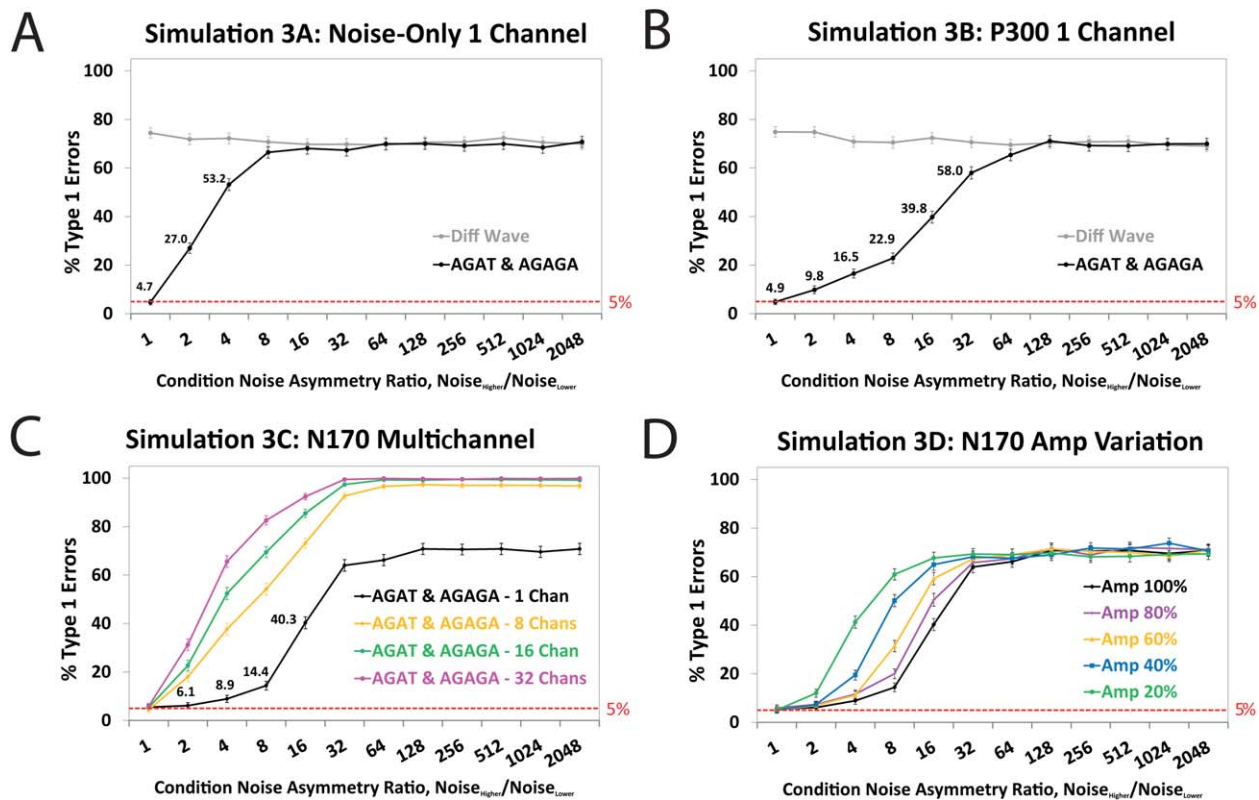 A
Simulation 3A: Noise-Only 1 Channel
% Type 1 Errors
100
80
60
40
20
0
4.7
27.0
53.2
Diff Wave
AGAT & AGAGA
5%
1 2 4 8 16 32 64 128 256 512 1024 2048
Condition Noise Asymmetry Ratio, NoiseHigher/NoiseLower
B
Simulation 3B: P300 1 Channel
% Type 1 Errors
100
80
60
40
20
0
4.9
9.8
16.5
22.9
39.8
58.0
Diff Wave
AGAT & AGAGA
5%
1 2 4 8 16 32 64 128 256 512 1024 2048
Condition Noise Asymmetry Ratio, NoiseHigher/NoiseLower
C
Simulation 3C: N170 Multichannel
% Type 1 Errors
100
80
60
40
20
0
6.1
8.9
14.4
40.3
AGAT & AGAGA - 1 Chan
AGAT & AGAGA - 8 Chans
AGAT & AGAGA - 16 Chan
AGAT & AGAGA - 32 Chans
5%
1 2 4 8 16 32 64 128 256 512 1024 2048
Condition Noise Asymmetry Ratio, NoiseHigher/NoiseLower
D
Simulation 3D: N170 Amp Variation
% Type 1 Errors
100
80
60
40
20
0
Amp 100%
Amp 80%
Amp 60%
Amp 40%
Amp 20%
5%
1 2 4 8 16 32 64 128 256 512 1024 2048
Condition Noise Asymmetry Ratio, NoiseHigher/NoiseLower